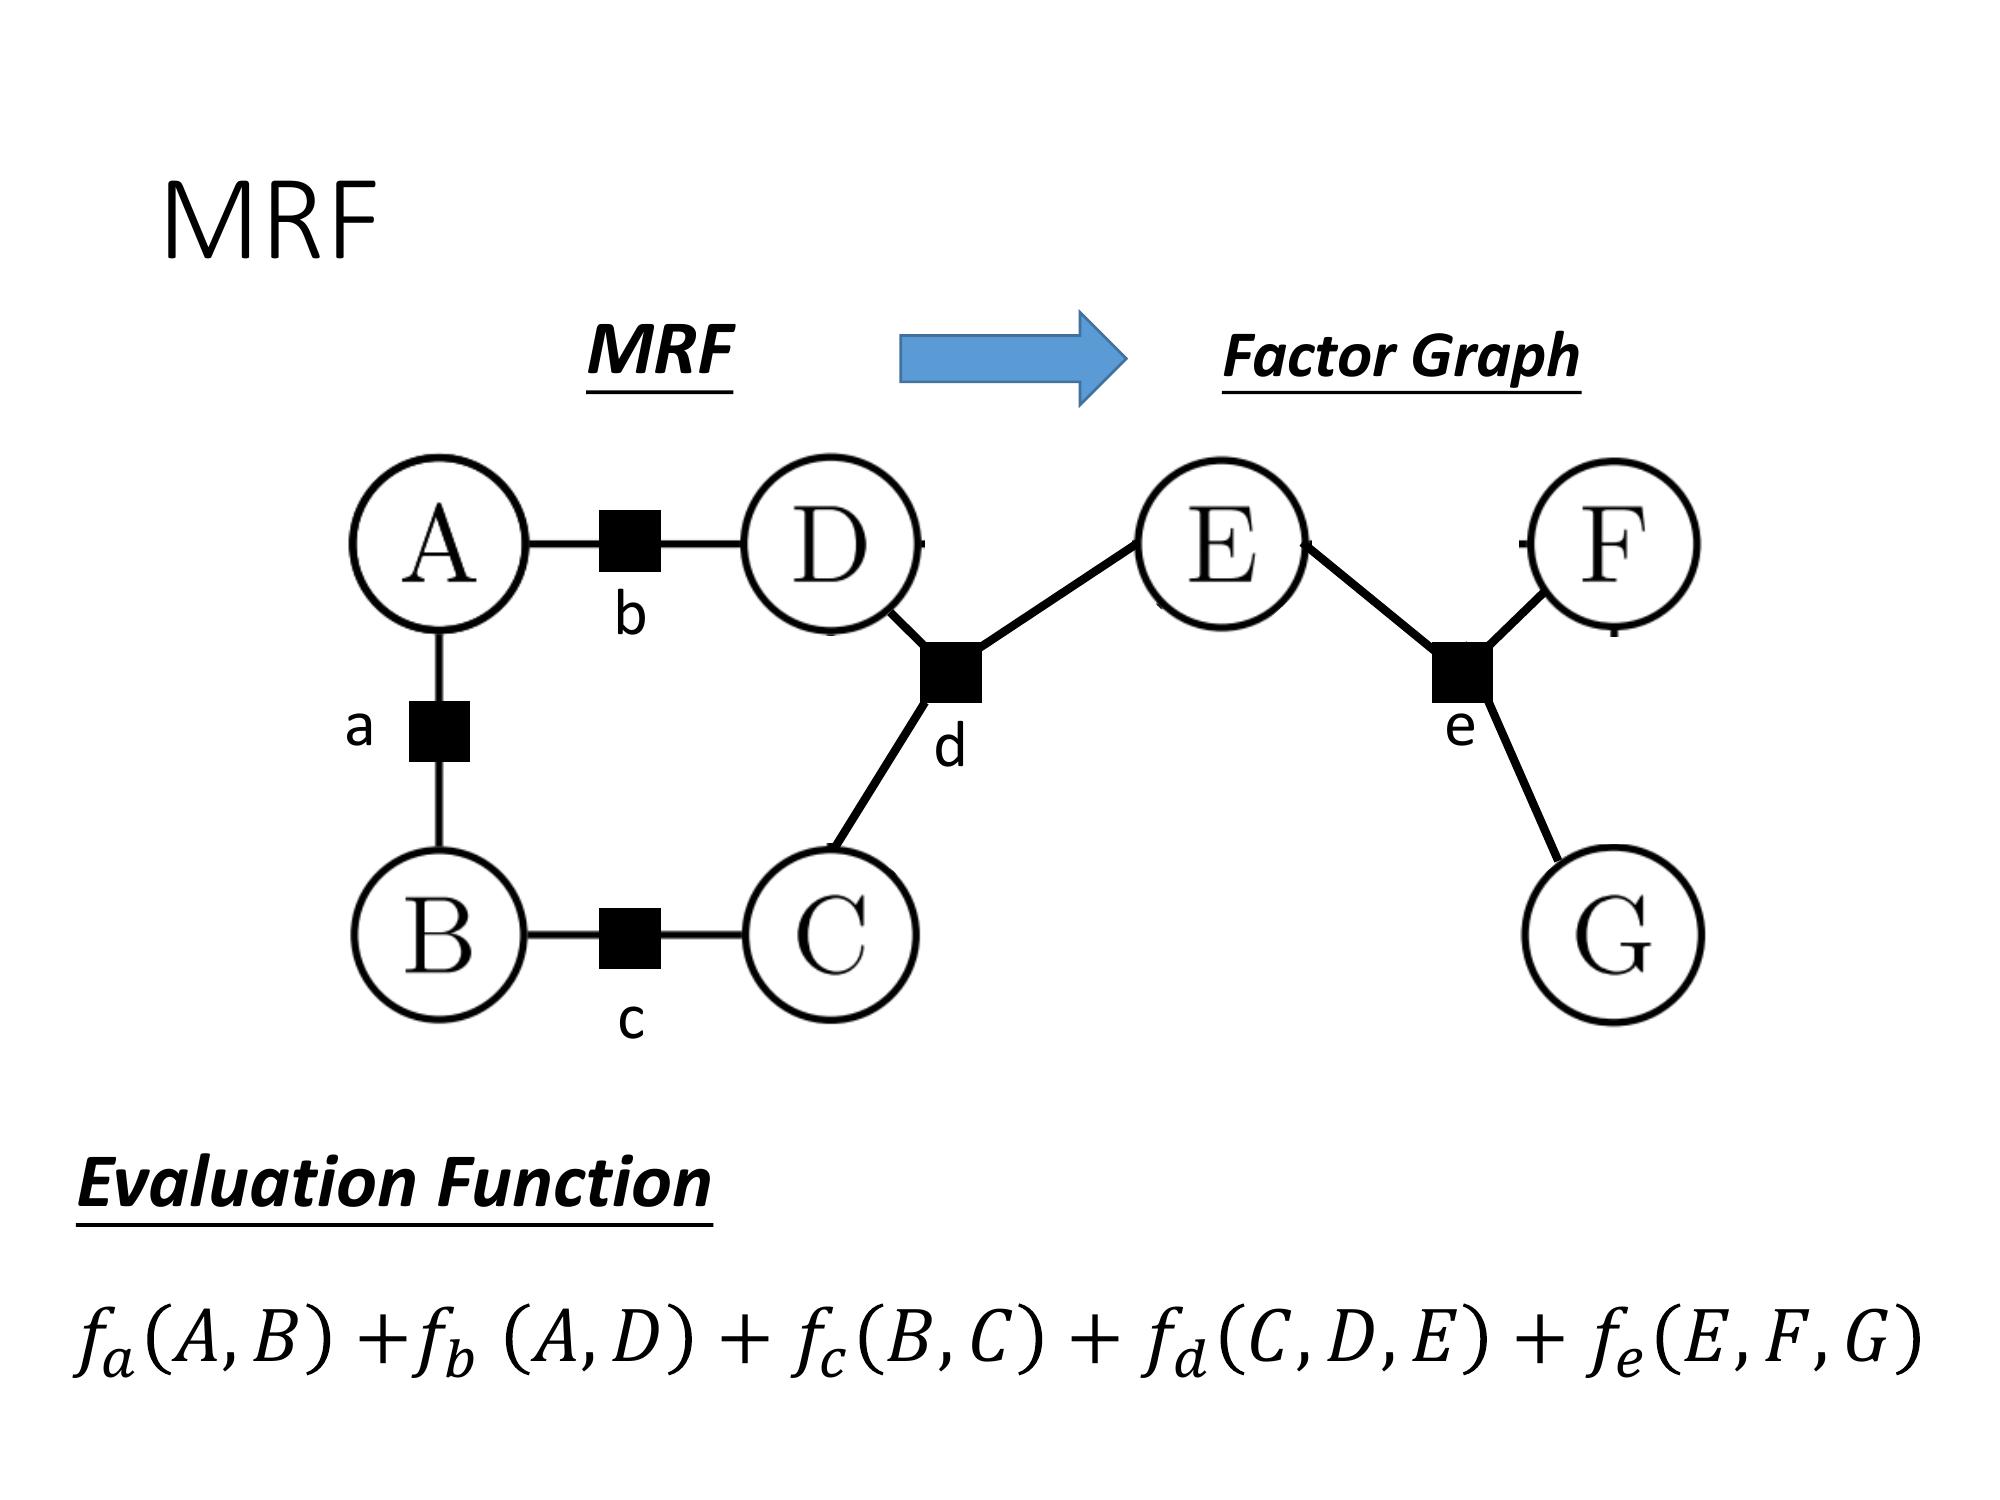 MRF
MRF
Factor Graph
A
D
E
F
b
a
d
e
B
C
G
c
Evaluation Function
f_a(A, B) +f_b (A, D) + f_c(B, C) + f_d(C, D, E) + f_e(E, F, G)